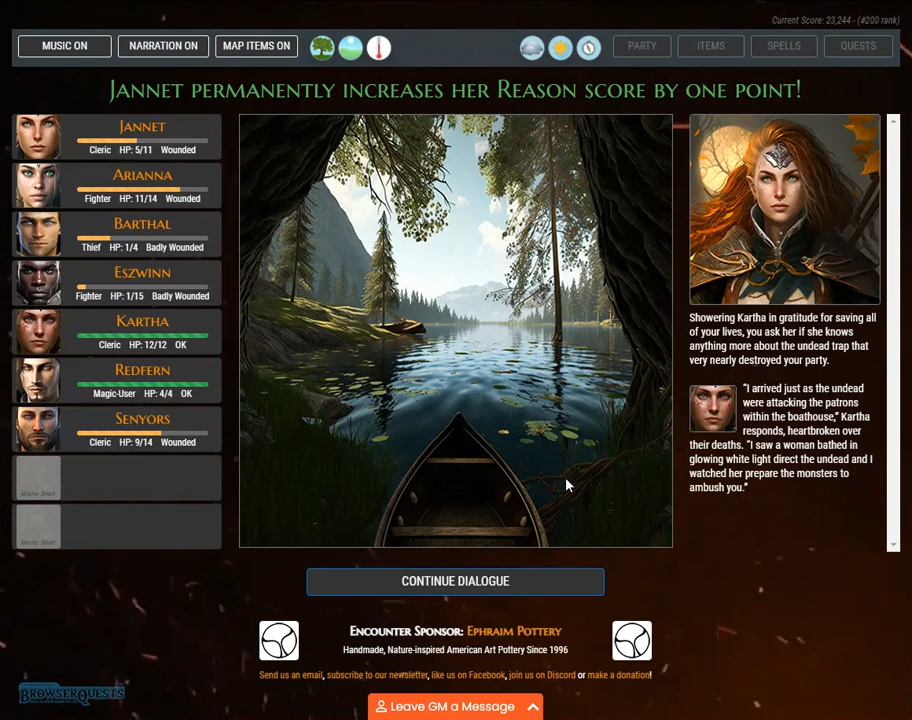 Current Score: 23,244 - (#200 rank)
MUSIC ON
NARRATION ON
MAP ITEMS ON
PARTY
ITEMS
SPELLS
QUESTS
Jannet permanently increases her Reason score by one point!
Jannet
Cleric HP: 5/11 Wounded
Arianna
Fighter HP: 11/14 Wounded
Barthal
Thief HP: 1/4 Badly Wounded
Eszwinn
Fighter HP: 1/15 Badly Wounded
Kartha
Cleric HP: 12/12 OK
Redfern
Magic-User HP: 4/4 OK
Senyors
Cleric HP: 9/14 Wounded
Hero Slot
Hero Slot
Showering Kartha in gratitude for saving all
of your lives, you ask her if she knows
anything more about the undead trap that
very nearly destroyed your party.
“I arrived just as the undead
were attacking the patrons
within the boathouse,” Kartha
responds, heartbroken over
their deaths. “I saw a woman bathed in
glowing white light direct the undead and I
watched her prepare the monsters to
ambush you.”
CONTINUE DIALOGUE
Encounter Sponsor: Ephraim Pottery
Handmade, Nature-inspired American Art Pottery Since 1996
Send us an email, subscribe to our newsletter, like us on Facebook, join us on Discord or make a donation!
BrowserQuests
Leave GM a Message